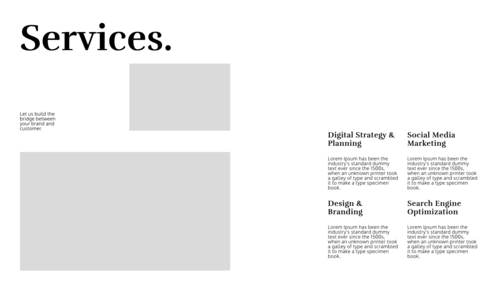 Services.
Let us build the
bridge between
your brand and
customer.
Digital Strategy &
Planning
Lorem Ipsum has been the
industry's standard dummy
text ever since the 1500s,
when an unknown printer took
a galley of type and scrambled
it to make a type specimen
book.
Social Media
Marketing
Lorem Ipsum has been the
industry's standard dummy
text ever since the 1500s,
when an unknown printer took
a galley of type and scrambled
it to make a type specimen
book.
Design &
Branding
Lorem Ipsum has been the
industry's standard dummy
text ever since the 1500s,
when an unknown printer took
a galley of type and scrambled
it to make a type specimen
book.
Search Engine
Optimization
Lorem Ipsum has been the
industry's standard dummy
text ever since the 1500s,
when an unknown printer took
a galley of type and scrambled
it to make a type specimen
book.